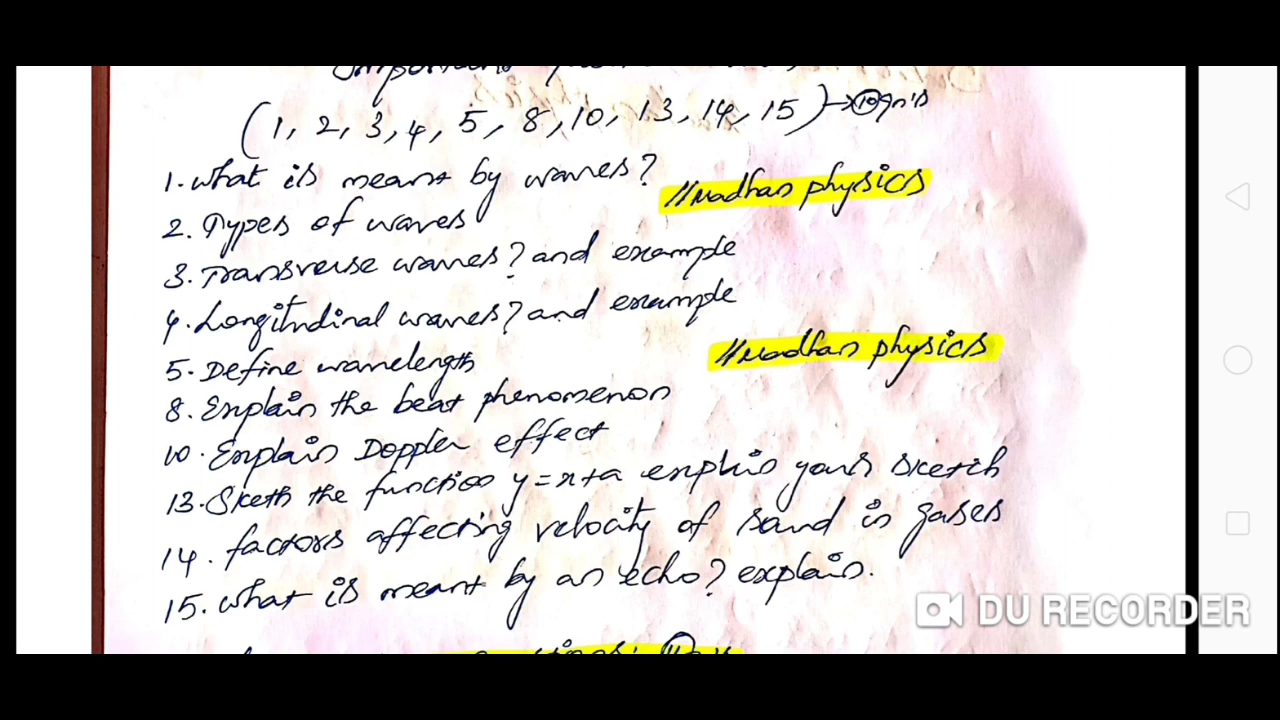 (1, 2, 3, 4, 5, 8, 10, 13, 14, 15)
1. What is meant by waves?
//Madhan physics
2. Types of waves
3. Transverse waves? and example
4. Longitudinal waves? and example
//Madhan physics
5. Define wavelength
8. Explain the beat phenomenon
10. Explain Doppler effect
13. Sketh the function y=x+a explain your sketch
14. factors affecting velocity of sound in gases
15. What is meant by an echo? explain.
DU RECORDER